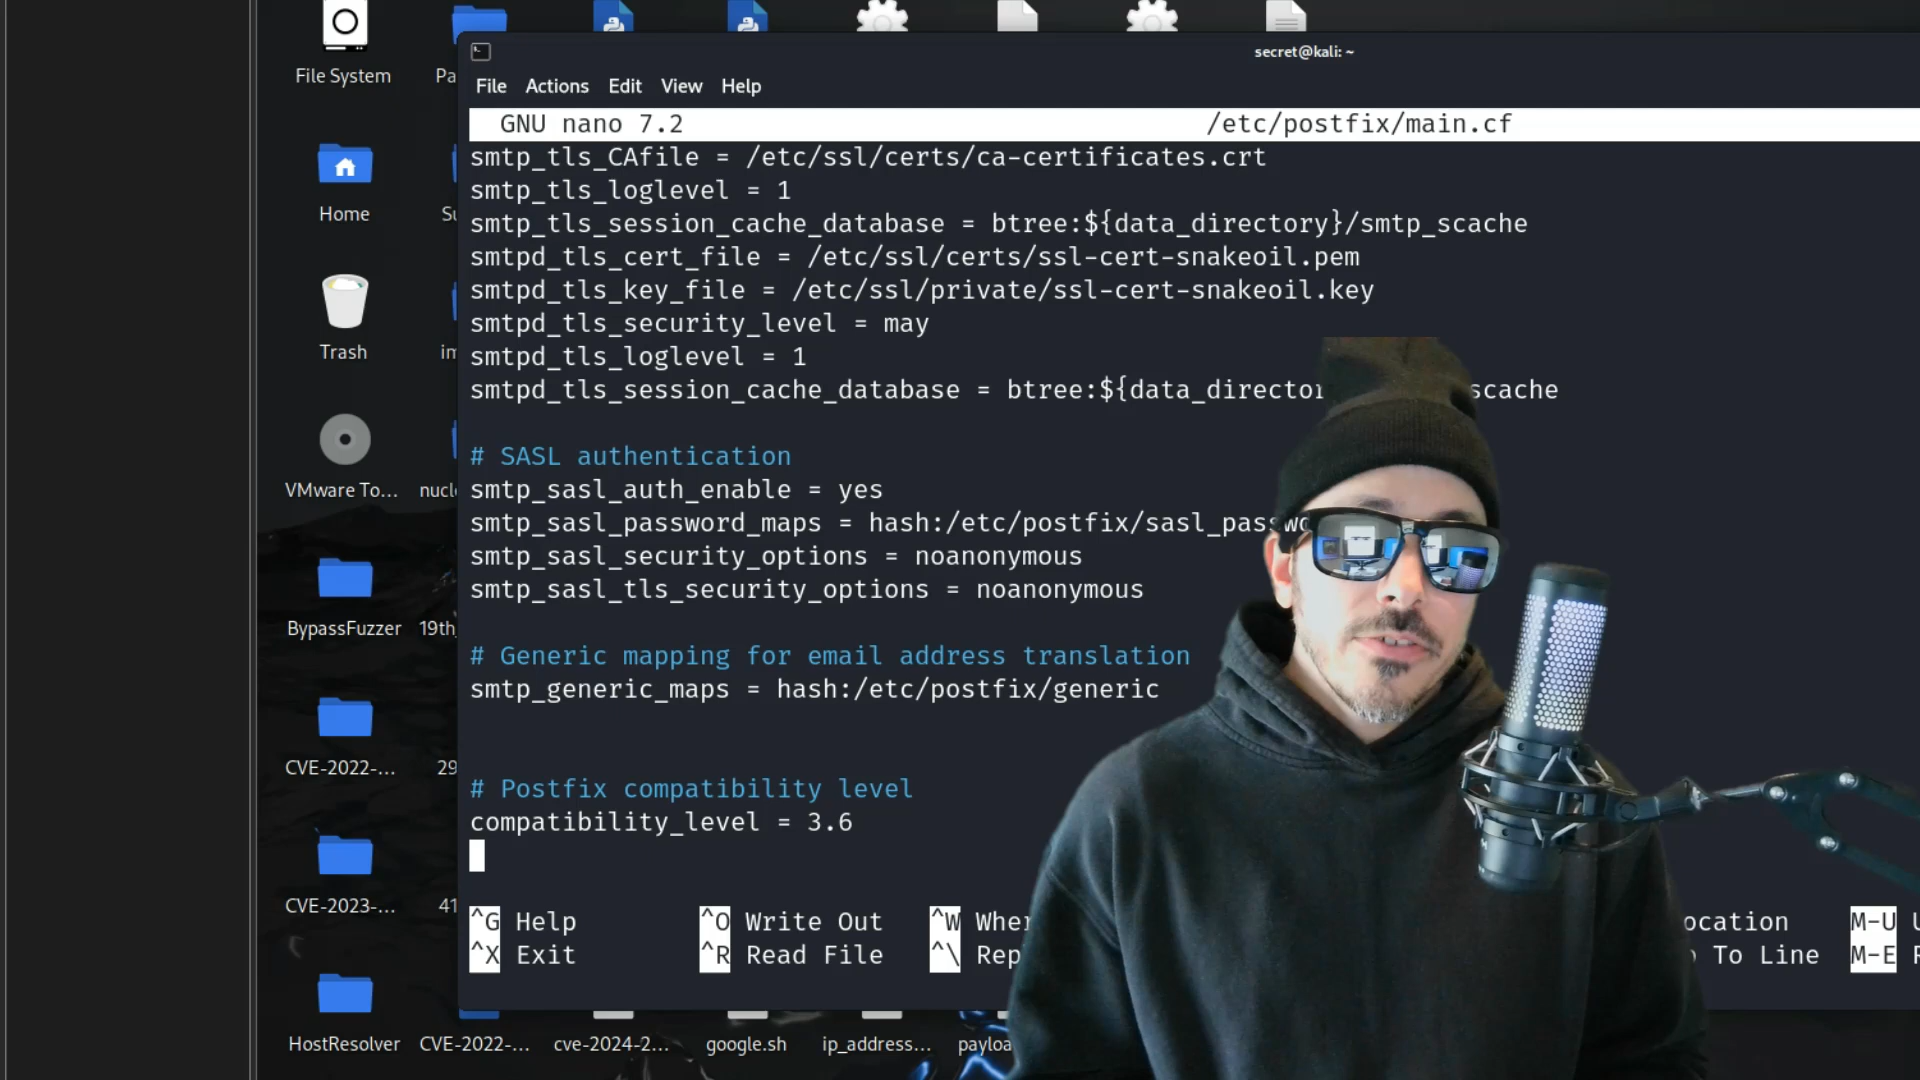 secret@kali: ~
File Actions Edit View Help
GNU nano 7.2 /etc/postfix/main.cf
smtp_tls_CAfile = /etc/ssl/certs/ca-certificates.crt
smtp_tls_loglevel = 1
smtp_tls_session_cache_database = btree:${data_directory}/smtp_scache
smtpd_tls_cert_file = /etc/ssl/certs/ssl-cert-snakeoil.pem
smtpd_tls_key_file = /etc/ssl/private/ssl-cert-snakeoil.key
smtpd_tls_security_level = may
smtpd_tls_loglevel = 1
smtpd_tls_session_cache_database = btree:${data_director scache
# SASL authentication
smtp_sasl_auth_enable = yes
smtp_sasl_password_maps = hash:/etc/postfix/sasl_passw
smtp_sasl_security_options = noanonymous
smtp_sasl_tls_security_options = noanonymous
# Generic mapping for email address translation
smtp_generic_maps = hash:/etc/postfix/generic
# Postfix compatibility level
compatibility_level = 3.6
^G Help ^O Write Out ^W Wher ocation M-U
^X Exit ^R Read File ^\ Rep To Line M-E
File System Pa
Home Su
Trash im
VMware To... nucl
BypassFuzzer 19th
CVE-2022-... 29
CVE-2023-... 41
HostResolver CVE-2022-... cve-2024-2... google.sh ip_address... payloa